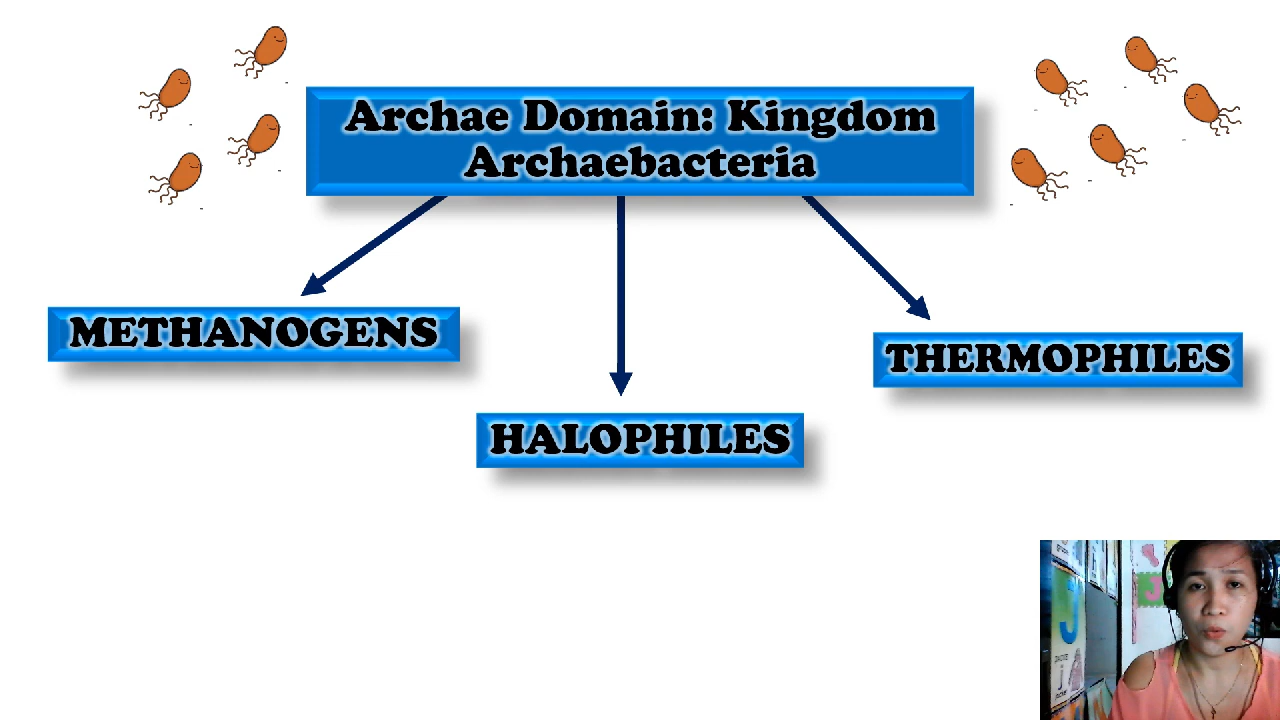 Archae Domain: Kingdom
Archaebacteria
METHANOGENS
THERMOPHILES
HALOPHILES
J
j